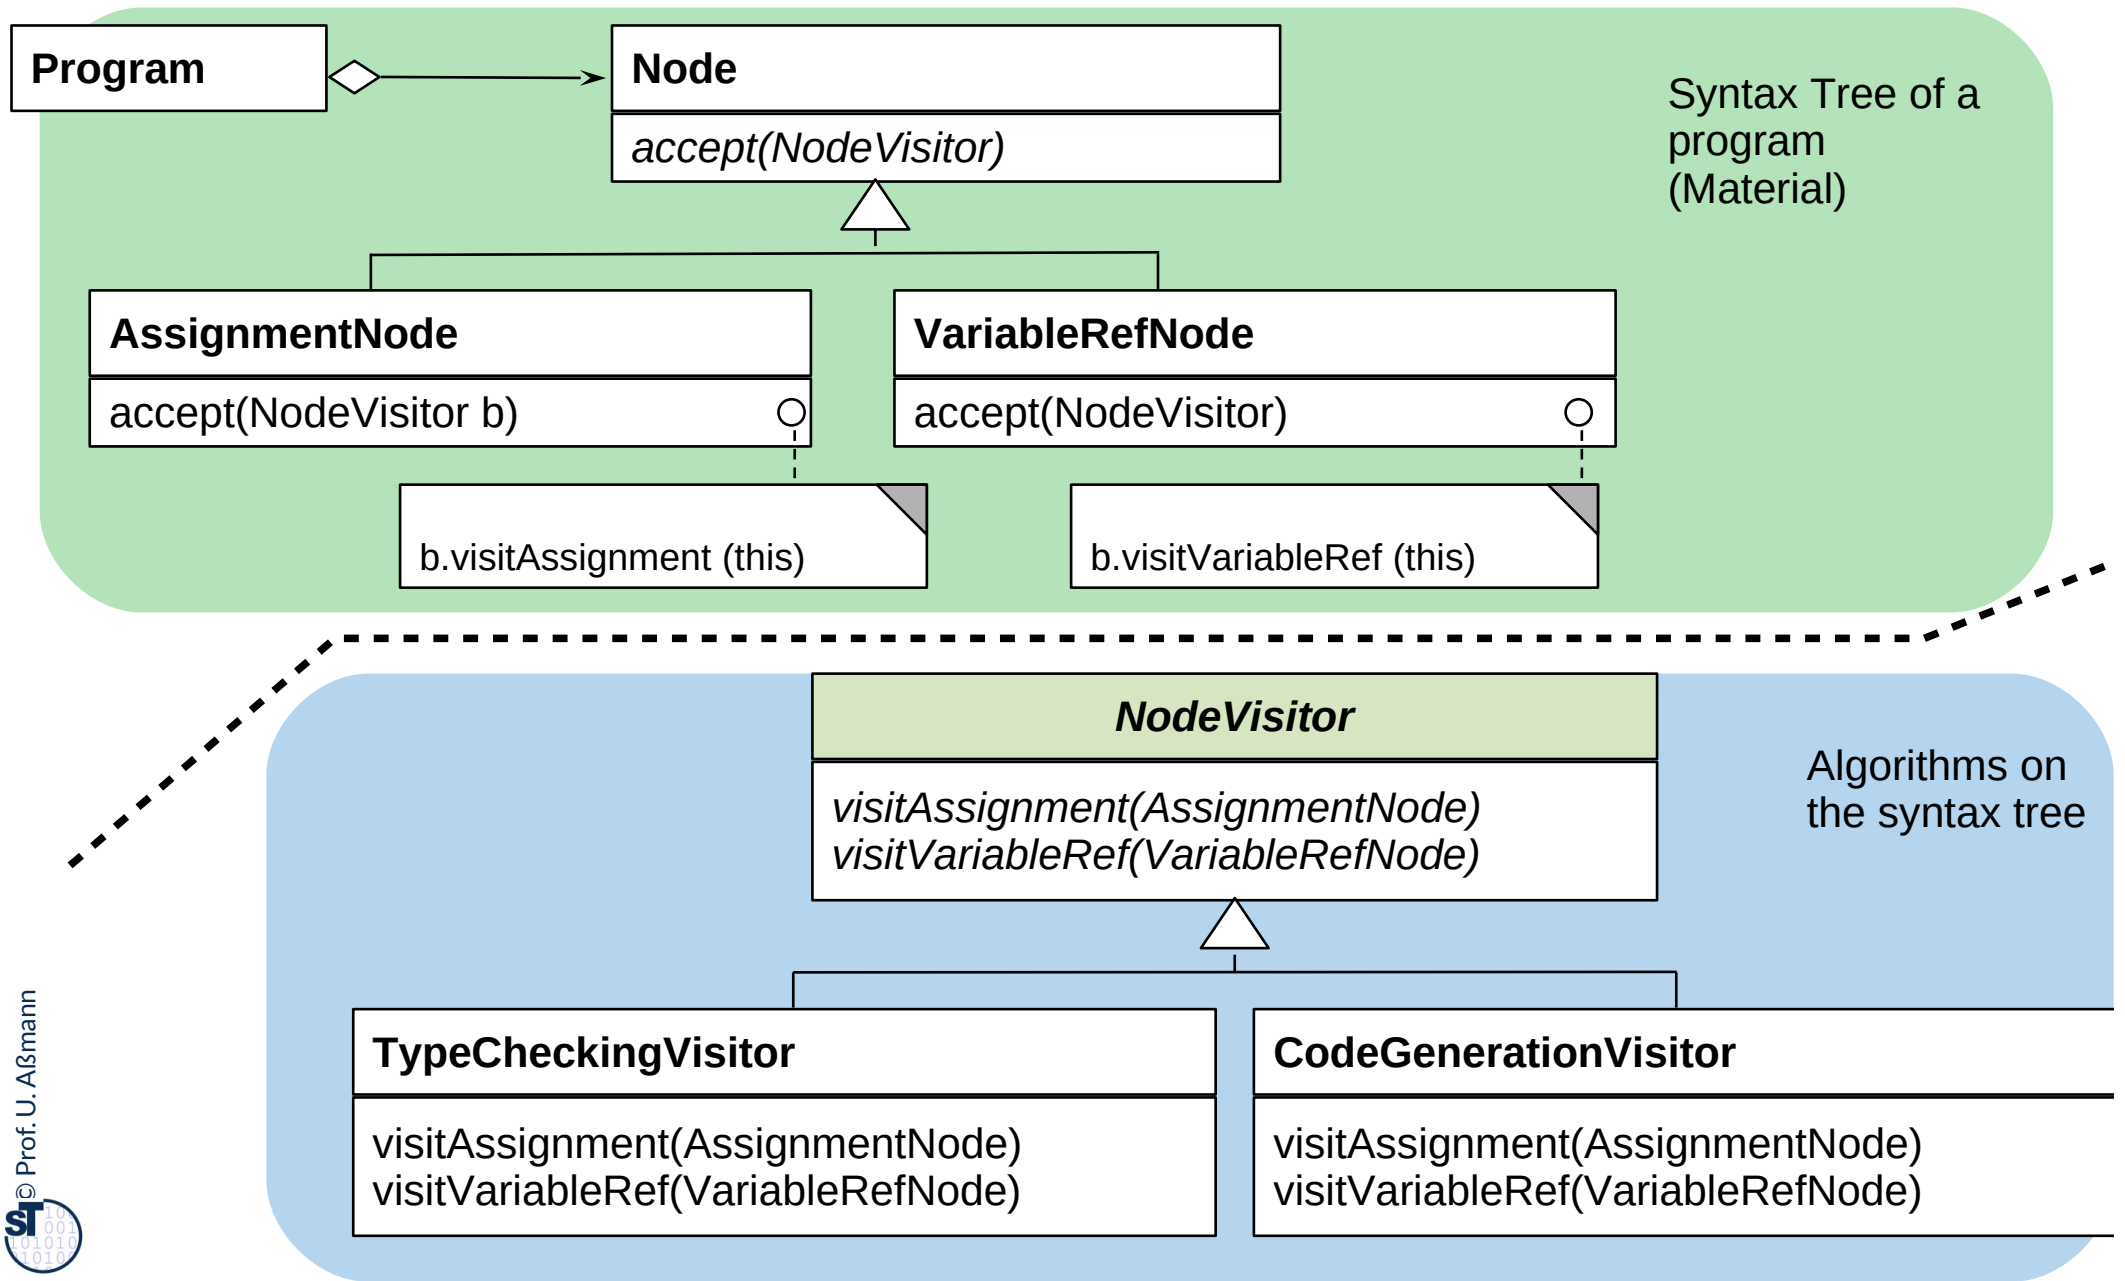 Program
Node
accept(NodeVisitor)
Syntax Tree of a
program
(Material)
AssignmentNode
accept(NodeVisitor b)
VariableRefNode
accept(NodeVisitor)
b.visitAssignment (this)
b.visitVariableRef (this)
NodeVisitor
visitAssignment(AssignmentNode)
visitVariableRef(VariableRefNode)
Algorithms on
the syntax tree
TypeCheckingVisitor
visitAssignment(AssignmentNode)
visitVariableRef(VariableRefNode)
CodeGenerationVisitor
visitAssignment(AssignmentNode)
visitVariableRef(VariableRefNode)
© Prof. U. Aßmann
ST